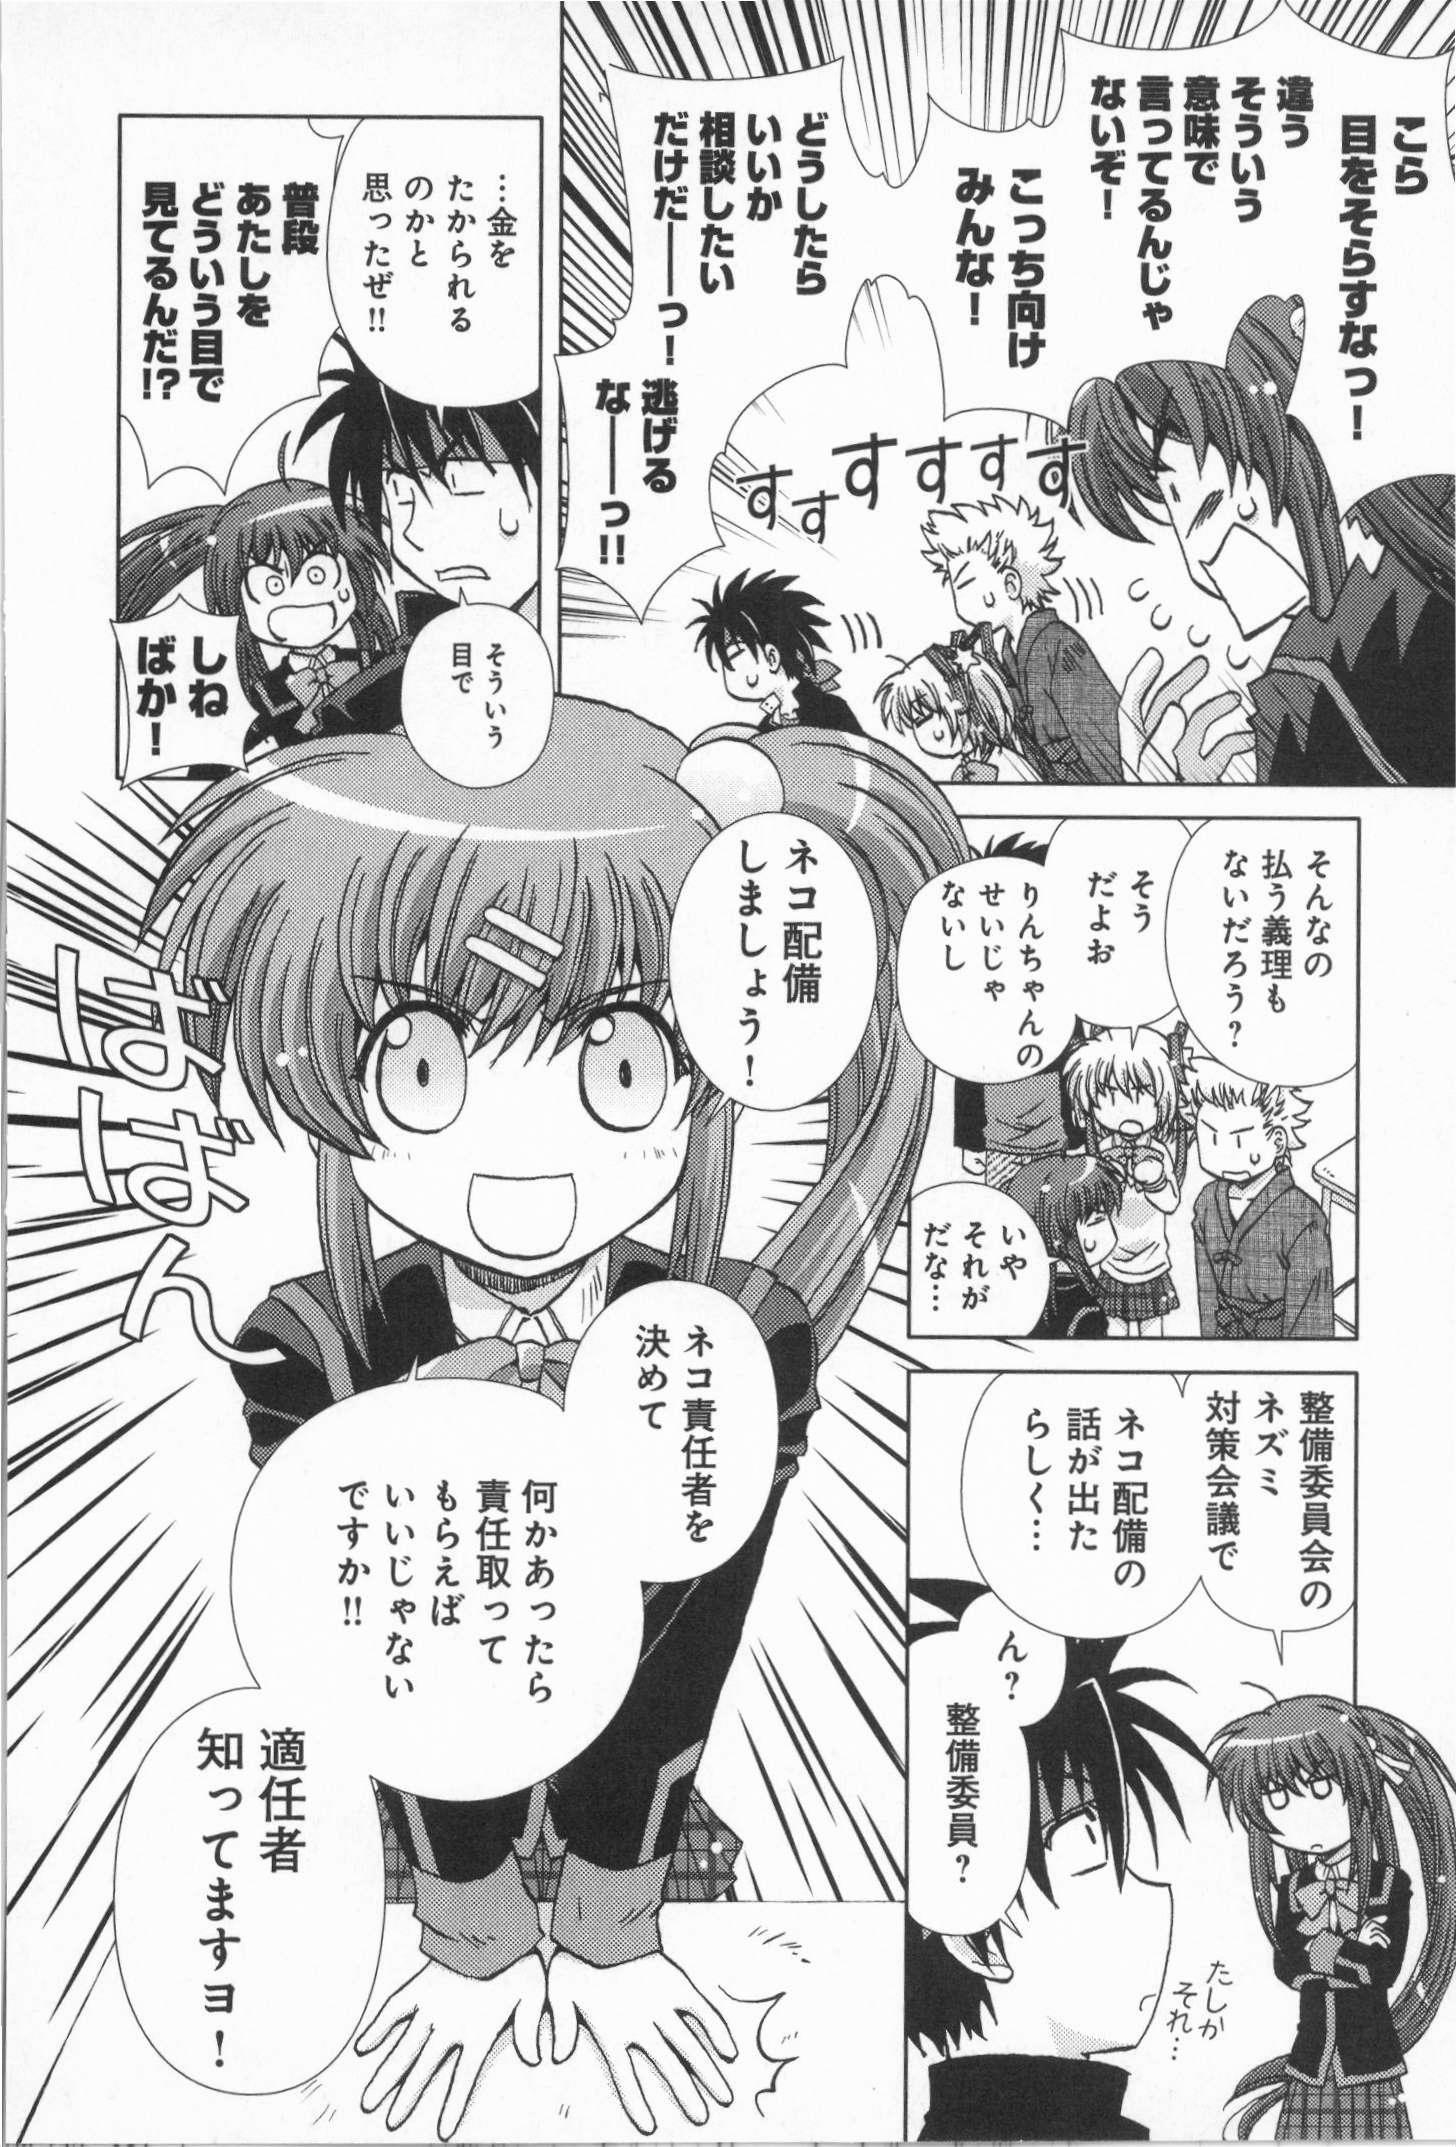 こら
目をそらすなっ！
違う
そういう
意味で
言ってるんじゃ
ないぞ！
こっち向け
みんな！
どうしたら
いいか
相談したい
だけだ――っ！
逃げる
な――っ!!
す
す
す
す
す
す
…金を
たかられる
のかと
思ったぜ!!
普段
あたしを
どういう目で
見てるんだ!?
そういう
目で
しね
ばか！
そんなの
払う義理も
ないだろう？
そう
だよお
りんちゃんの
せいじゃ
ないし
いや
それが
だな…
整備委員会の
ネズミ
対策会議で
ネコ配備の
話が出た
らしく…
ん？
整備委員？
たしか
それ…
ネコ配備
しましょう！
ばばん
ネコ責任者を
決めて
何かあったら
責任取って
もらえば
いいじゃない
ですか!!
適任者
知ってますヨ！